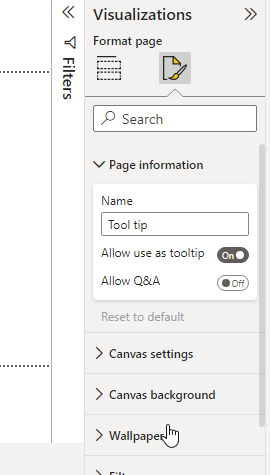 Visualizations
Filters
Format page
Search
Page information
Name
Tool tip
Allow use as tooltip
On
Allow Q&A
Off
Reset to default
Canvas settings
Canvas background
Wallpaper